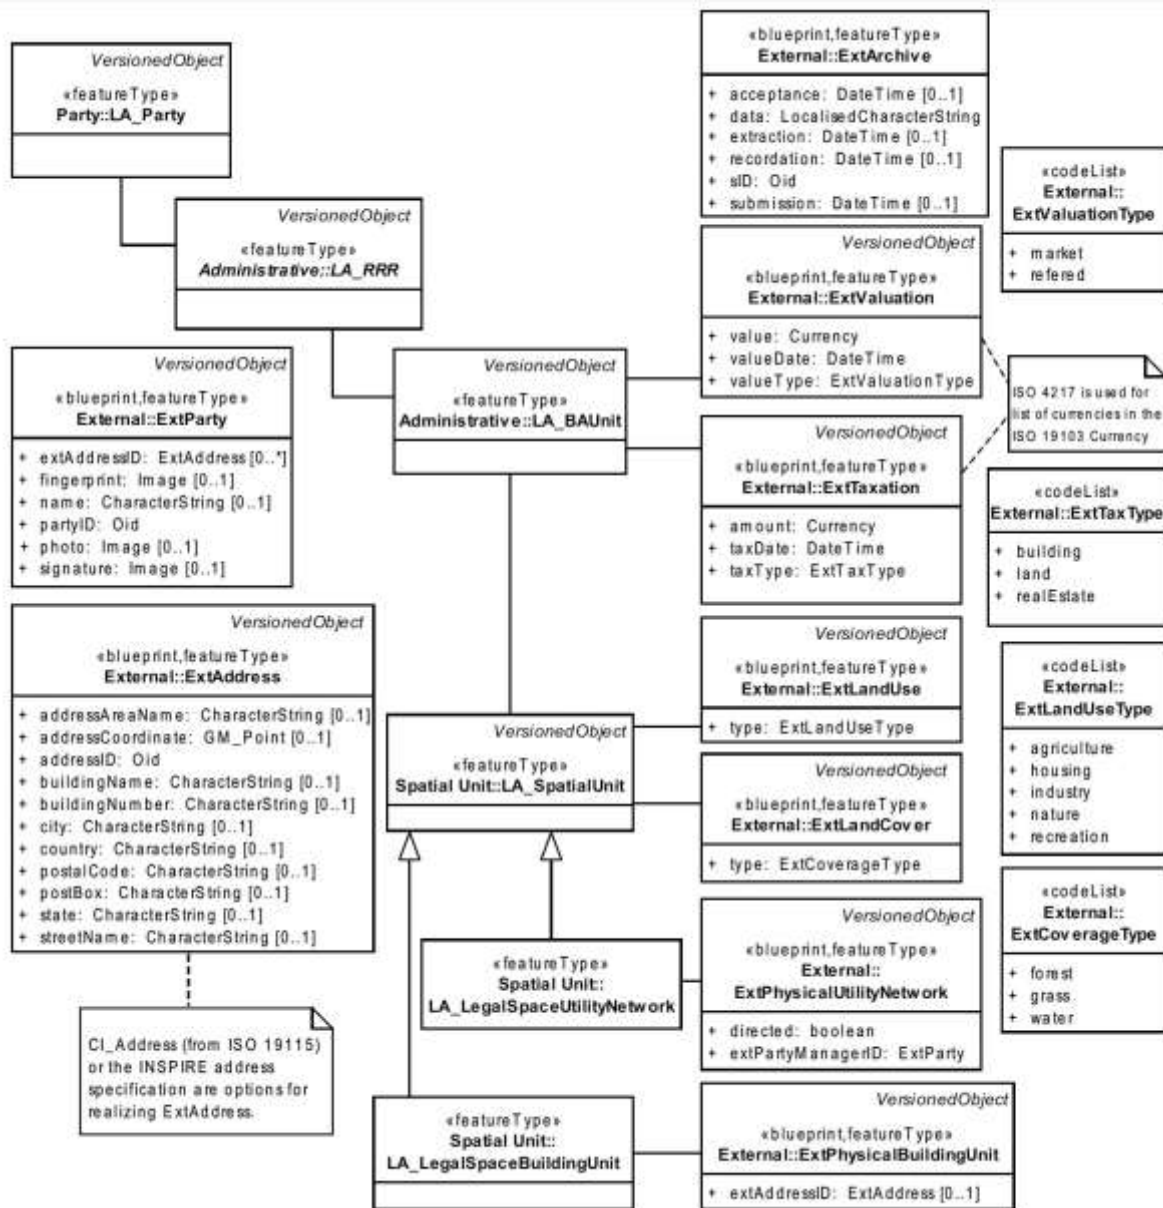 VersionedObject
«featureType»
Party::LA_Party
VersionedObject
«featureType»
Administrative::LA_RRR
VersionedObject
«blueprint,featureType»
External::ExtParty
+ extAddressID: ExtAddress [0..*]
+ fingerprint: Image [0..1]
+ name: CharacterString [0..1]
+ partyID: Oid
+ photo: Image [0..1]
+ signature: Image [0..1]
VersionedObject
«featureType»
Administrative::LA_BAUnit
VersionedObject
«blueprint,featureType»
External::ExtAddress
+ addressAreaName: CharacterString [0..1]
+ addressCoordinate: GM_Point [0..1]
+ addressID: Oid
+ buildingName: CharacterString [0..1]
+ buildingNumber: CharacterString [0..1]
+ city: CharacterString [0..1]
+ country: CharacterString [0..1]
+ postalCode: CharacterString [0..1]
+ postBox: CharacterString [0..1]
+ state: CharacterString [0..1]
+ streetName: CharacterString [0..1]
CI_Address (from ISO 19115)
or the INSPIRE address
specification are options for
realizing ExtAddress.
VersionedObject
«featureType»
Spatial Unit::LA_SpatialUnit
«featureType»
Spatial Unit::
LA_LegalSpaceUtilityNetwork
«featureType»
Spatial Unit::
LA_LegalSpaceBuildingUnit
«blueprint,featureType»
External::ExtArchive
+ acceptance: DateTime [0..1]
+ data: LocalisedCharacterString
+ extraction: DateTime [0..1]
+ recordation: DateTime [0..1]
+ sID: Oid
+ submission: DateTime [0..1]
VersionedObject
«blueprint,featureType»
External::ExtValuation
+ value: Currency
+ valueDate: DateTime
+ valueType: ExtValuationType
VersionedObject
«blueprint,featureType»
External::ExtTaxation
+ amount: Currency
+ taxDate: DateTime
+ taxType: ExtTaxType
VersionedObject
«blueprint,featureType»
External::ExtLandUse
+ type: ExtLandUseType
VersionedObject
«blueprint,featureType»
External::ExtLandCover
+ type: ExtCoverageType
VersionedObject
«blueprint,featureType»
External::
ExtPhysicalUtilityNetwork
+ directed: boolean
+ extPartyManagerID: ExtParty
VersionedObject
«blueprint,featureType»
External::ExtPhysicalBuildingUnit
+ extAddressID: ExtAddress [0..1]
«codeList»
External::
ExtValuationType
+ market
+ refered
ISO 4217 is used for
list of currencies in the
ISO 19103 Currency
«codeList»
External::ExtTaxType
+ building
+ land
+ realEstate
«codeList»
External::
ExtLandUseType
+ agriculture
+ housing
+ industry
+ nature
+ recreation
«codeList»
External::
ExtCoverageType
+ forest
+ grass
+ water